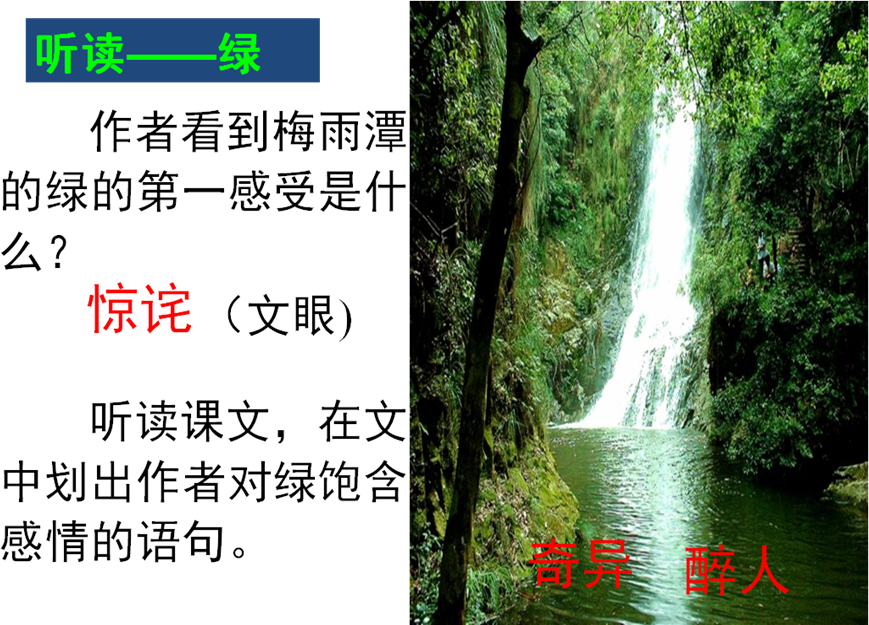 听读——绿
作者看到梅雨潭
的绿的第一感受是什
么？
惊诧（文眼)
听读课文，在文
中划出作者对绿饱含
感情的语句。
奇异 醉人